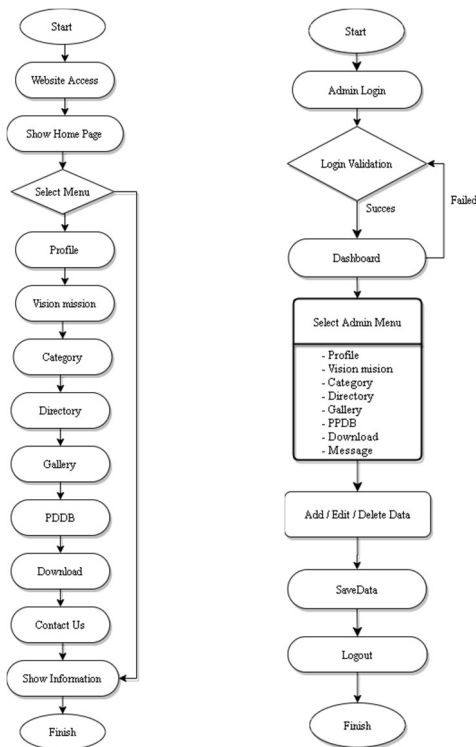 Start
Website Access
Show Home Page
Select Menu
Profile
Vision mission
Category
Directory
Gallery
PDDB
Download
Contact Us
Show Information
Finish
Start
Admin Login
Login Validation
Failed
Succes
Dashboard
Select Admin Menu
- Profile
- Vision mision
- Category
- Directory
- Gallery
- PPDB
- Download
- Message
Add / Edit / Delete Data
SaveData
Logout
Finish